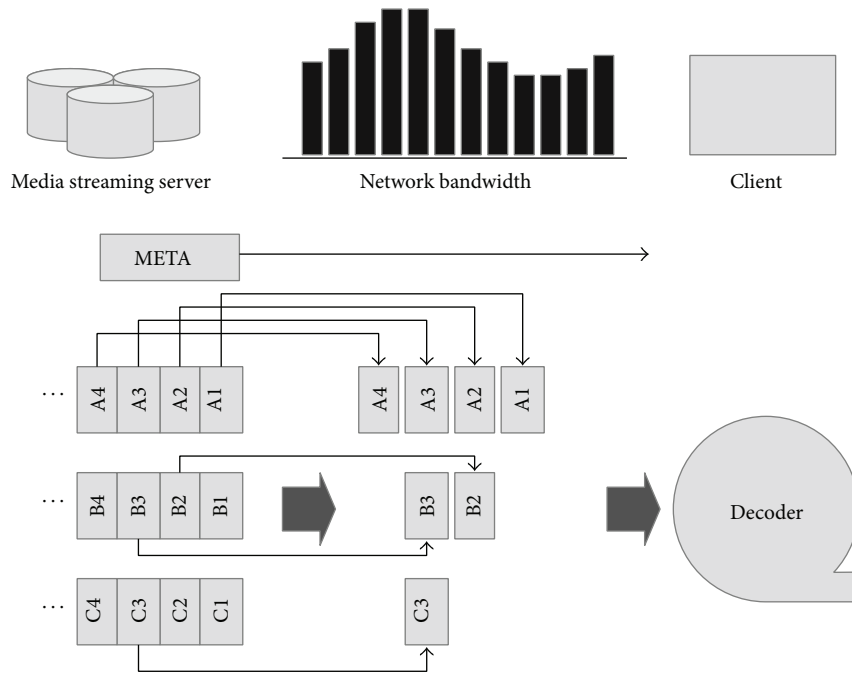 Media streaming server
Network bandwidth
Client
META
... A4 A3 A2 A1
A4 A3 A2 A1
... B4 B3 B2 B1
B3 B2
Decoder
... C4 C3 C2 C1
C3